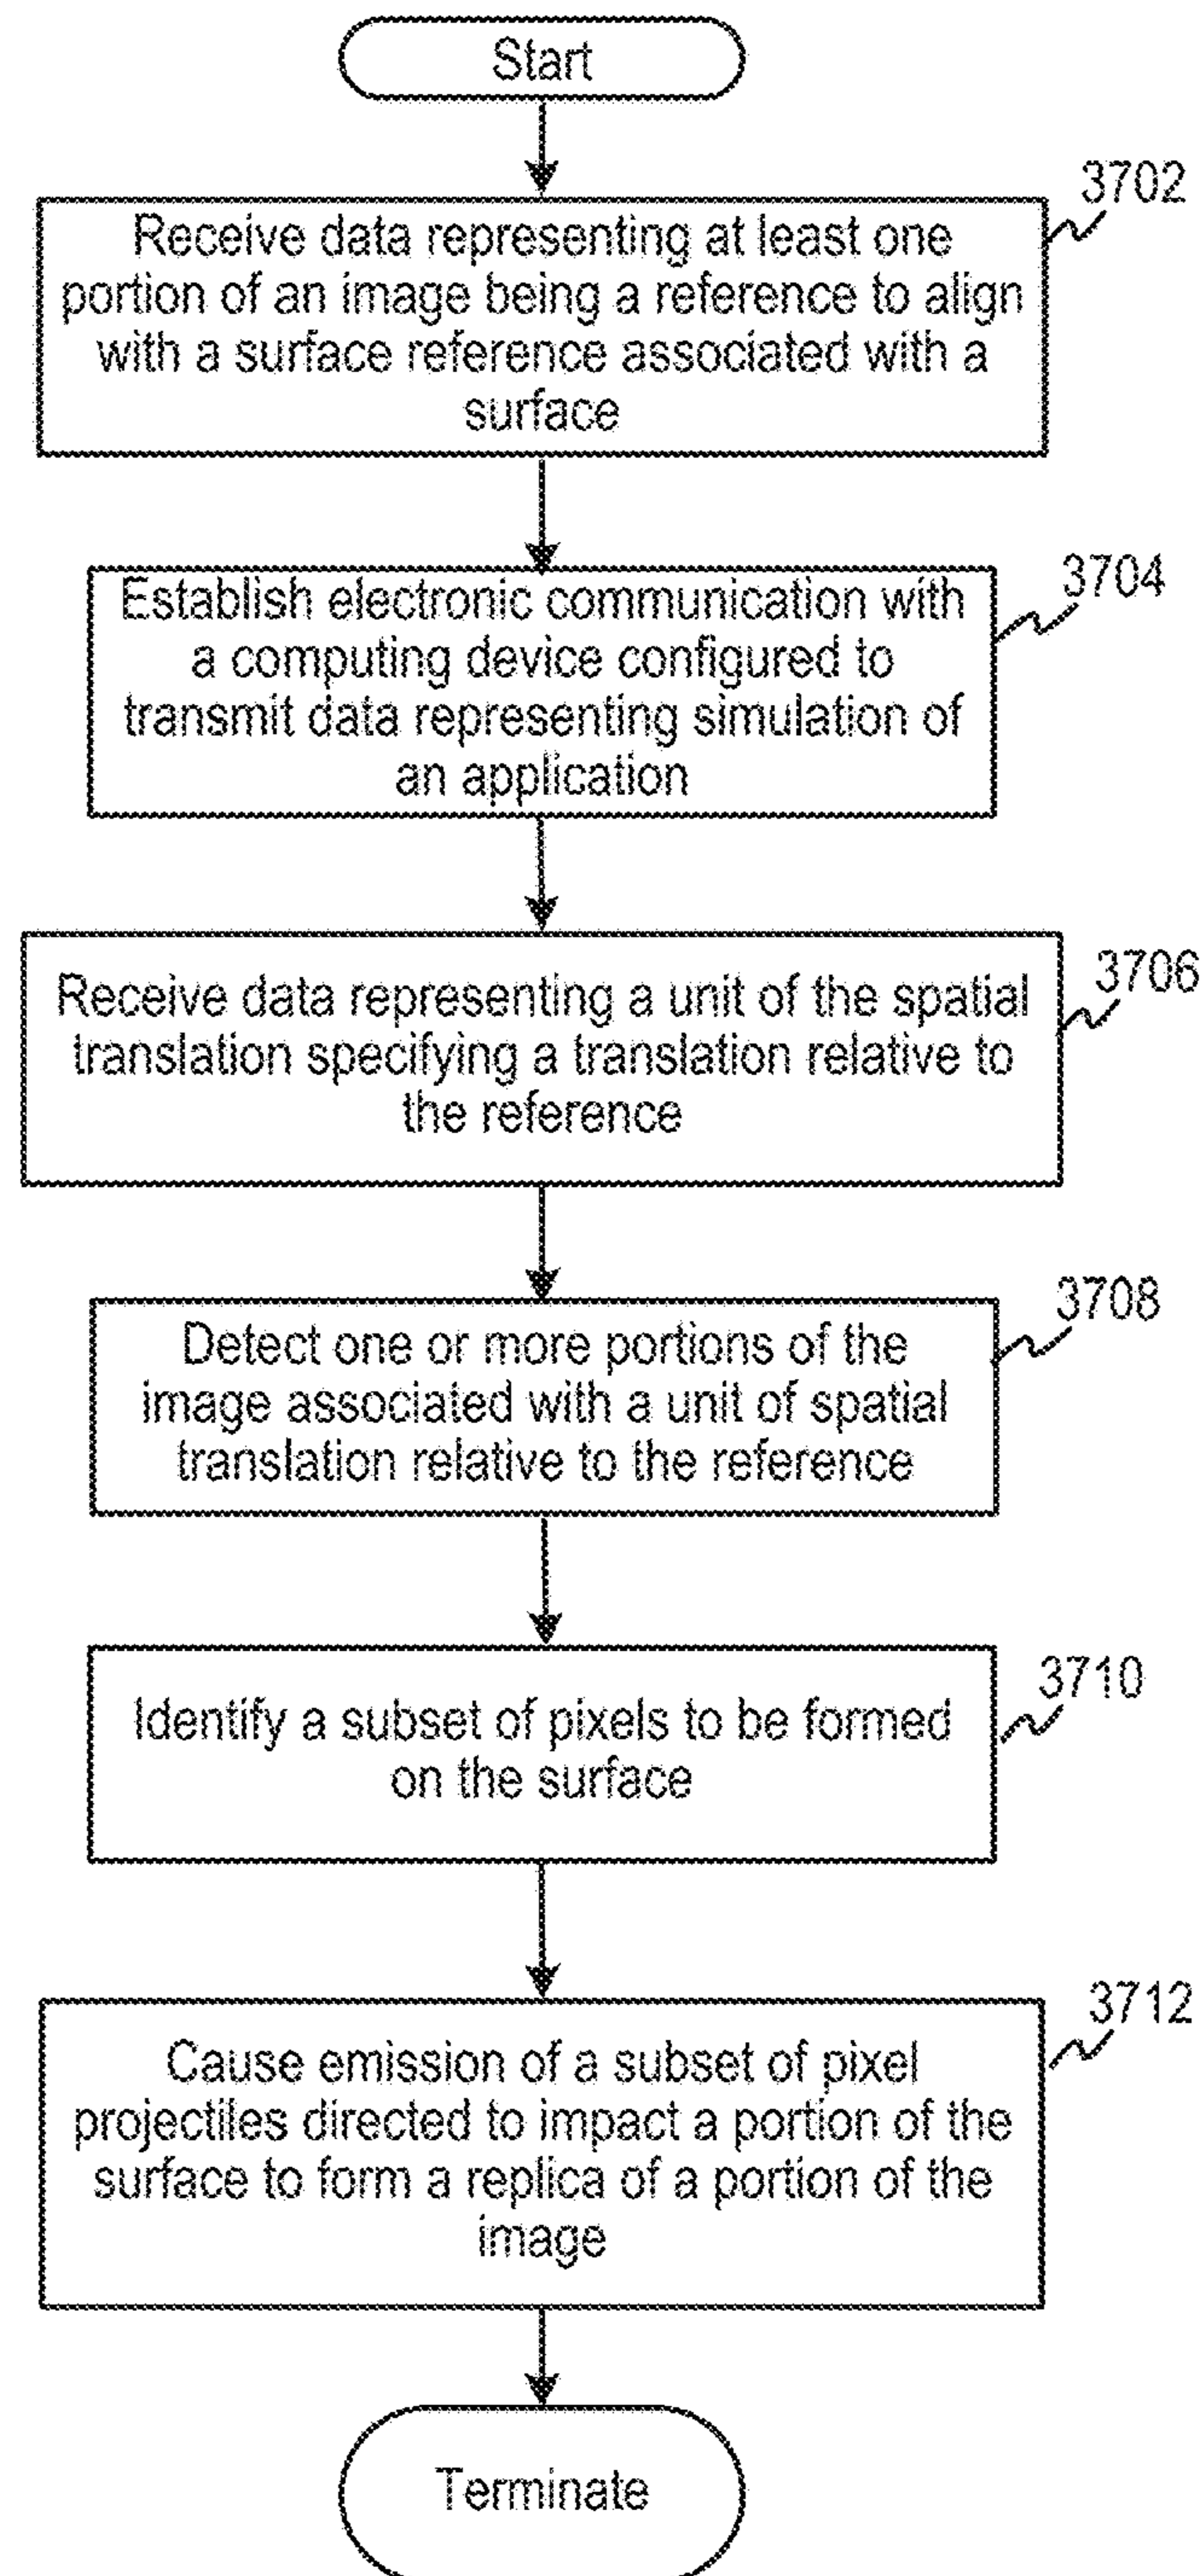 Start
3702
Receive data representing at least one
portion of an image being a reference to align
with a surface reference associated with a
surface
3704
Establish electronic communication with
a computing device configured to
transmit data representing simulation of
an application
3706
Receive data representing a unit of the spatial
translation specifying a translation relative to
the reference
3708
Detect one or more portions of the
image associated with a unit of spatial
translation relative to the reference
3710
Identify a subset of pixels to be formed
on the surface
3712
Cause emission of a subset of pixel
projectiles directed to impact a portion of the
surface to form a replica of a portion of the
image
Terminate